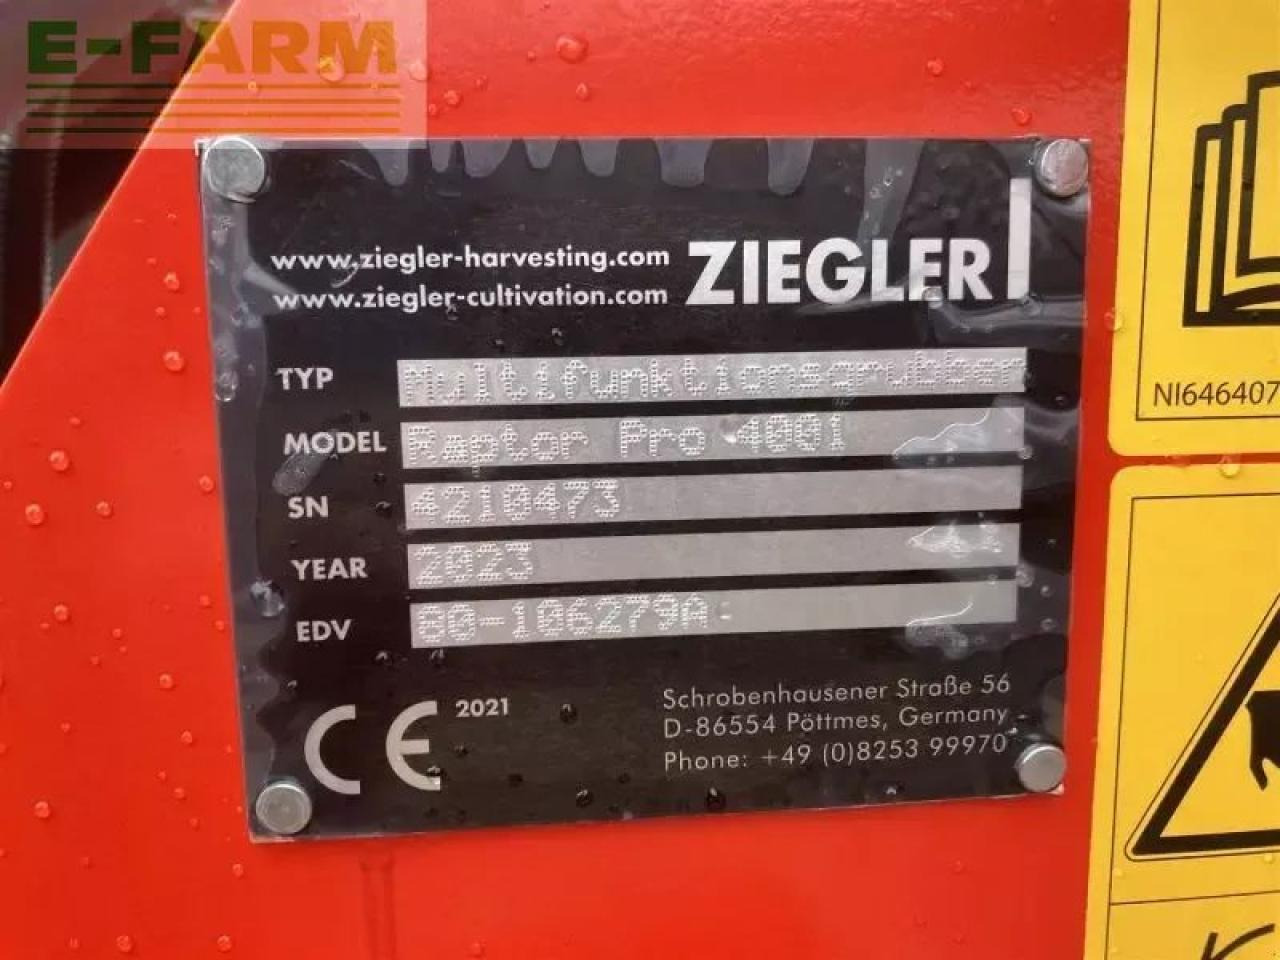 E-FARM
www.ziegler-harvesting.com
www.ziegler-cultivation.com
ZIEGLER
TYP Multifunktionsgrubber
MODEL Raptor Pro 4001
SN 4210473
YEAR 2023
EDV 00-106279A
CE 2021
Schrobenhausener Straße 56
D-86554 Pöttmes, Germany
Phone: +49 (0)8253 99970
NI646407